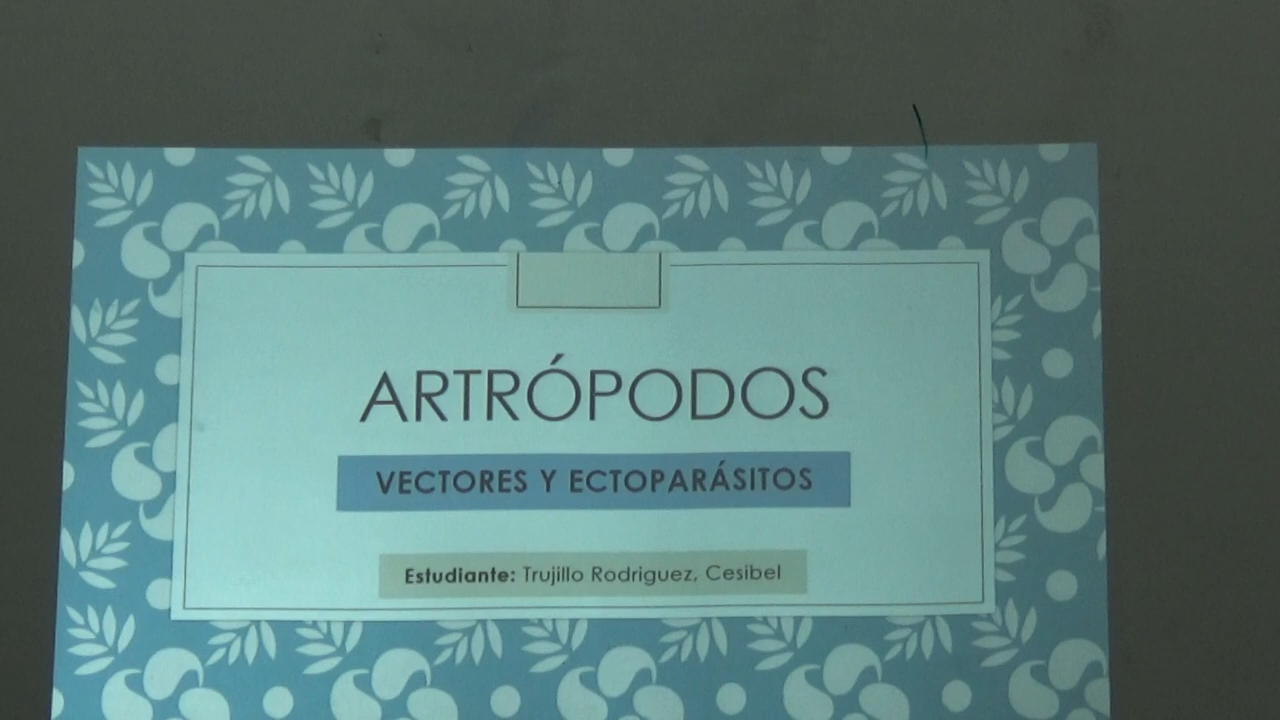 ARTRÓPODOS
VECTORES Y ECTOPARÁSITOS
Estudiante: Trujillo Rodriguez, Cesibel